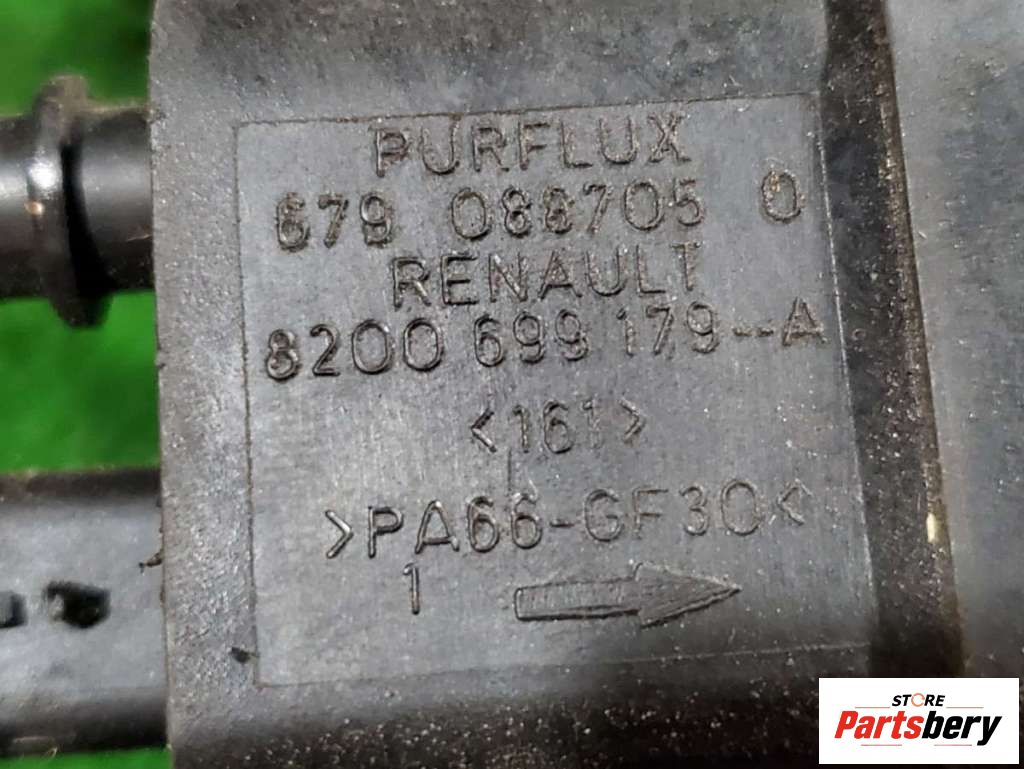 PURFLUX
679 088705 0
RENAULT
8200 699 179--A
<161>
>PA66-GF30<
1
STORE
Partsbery